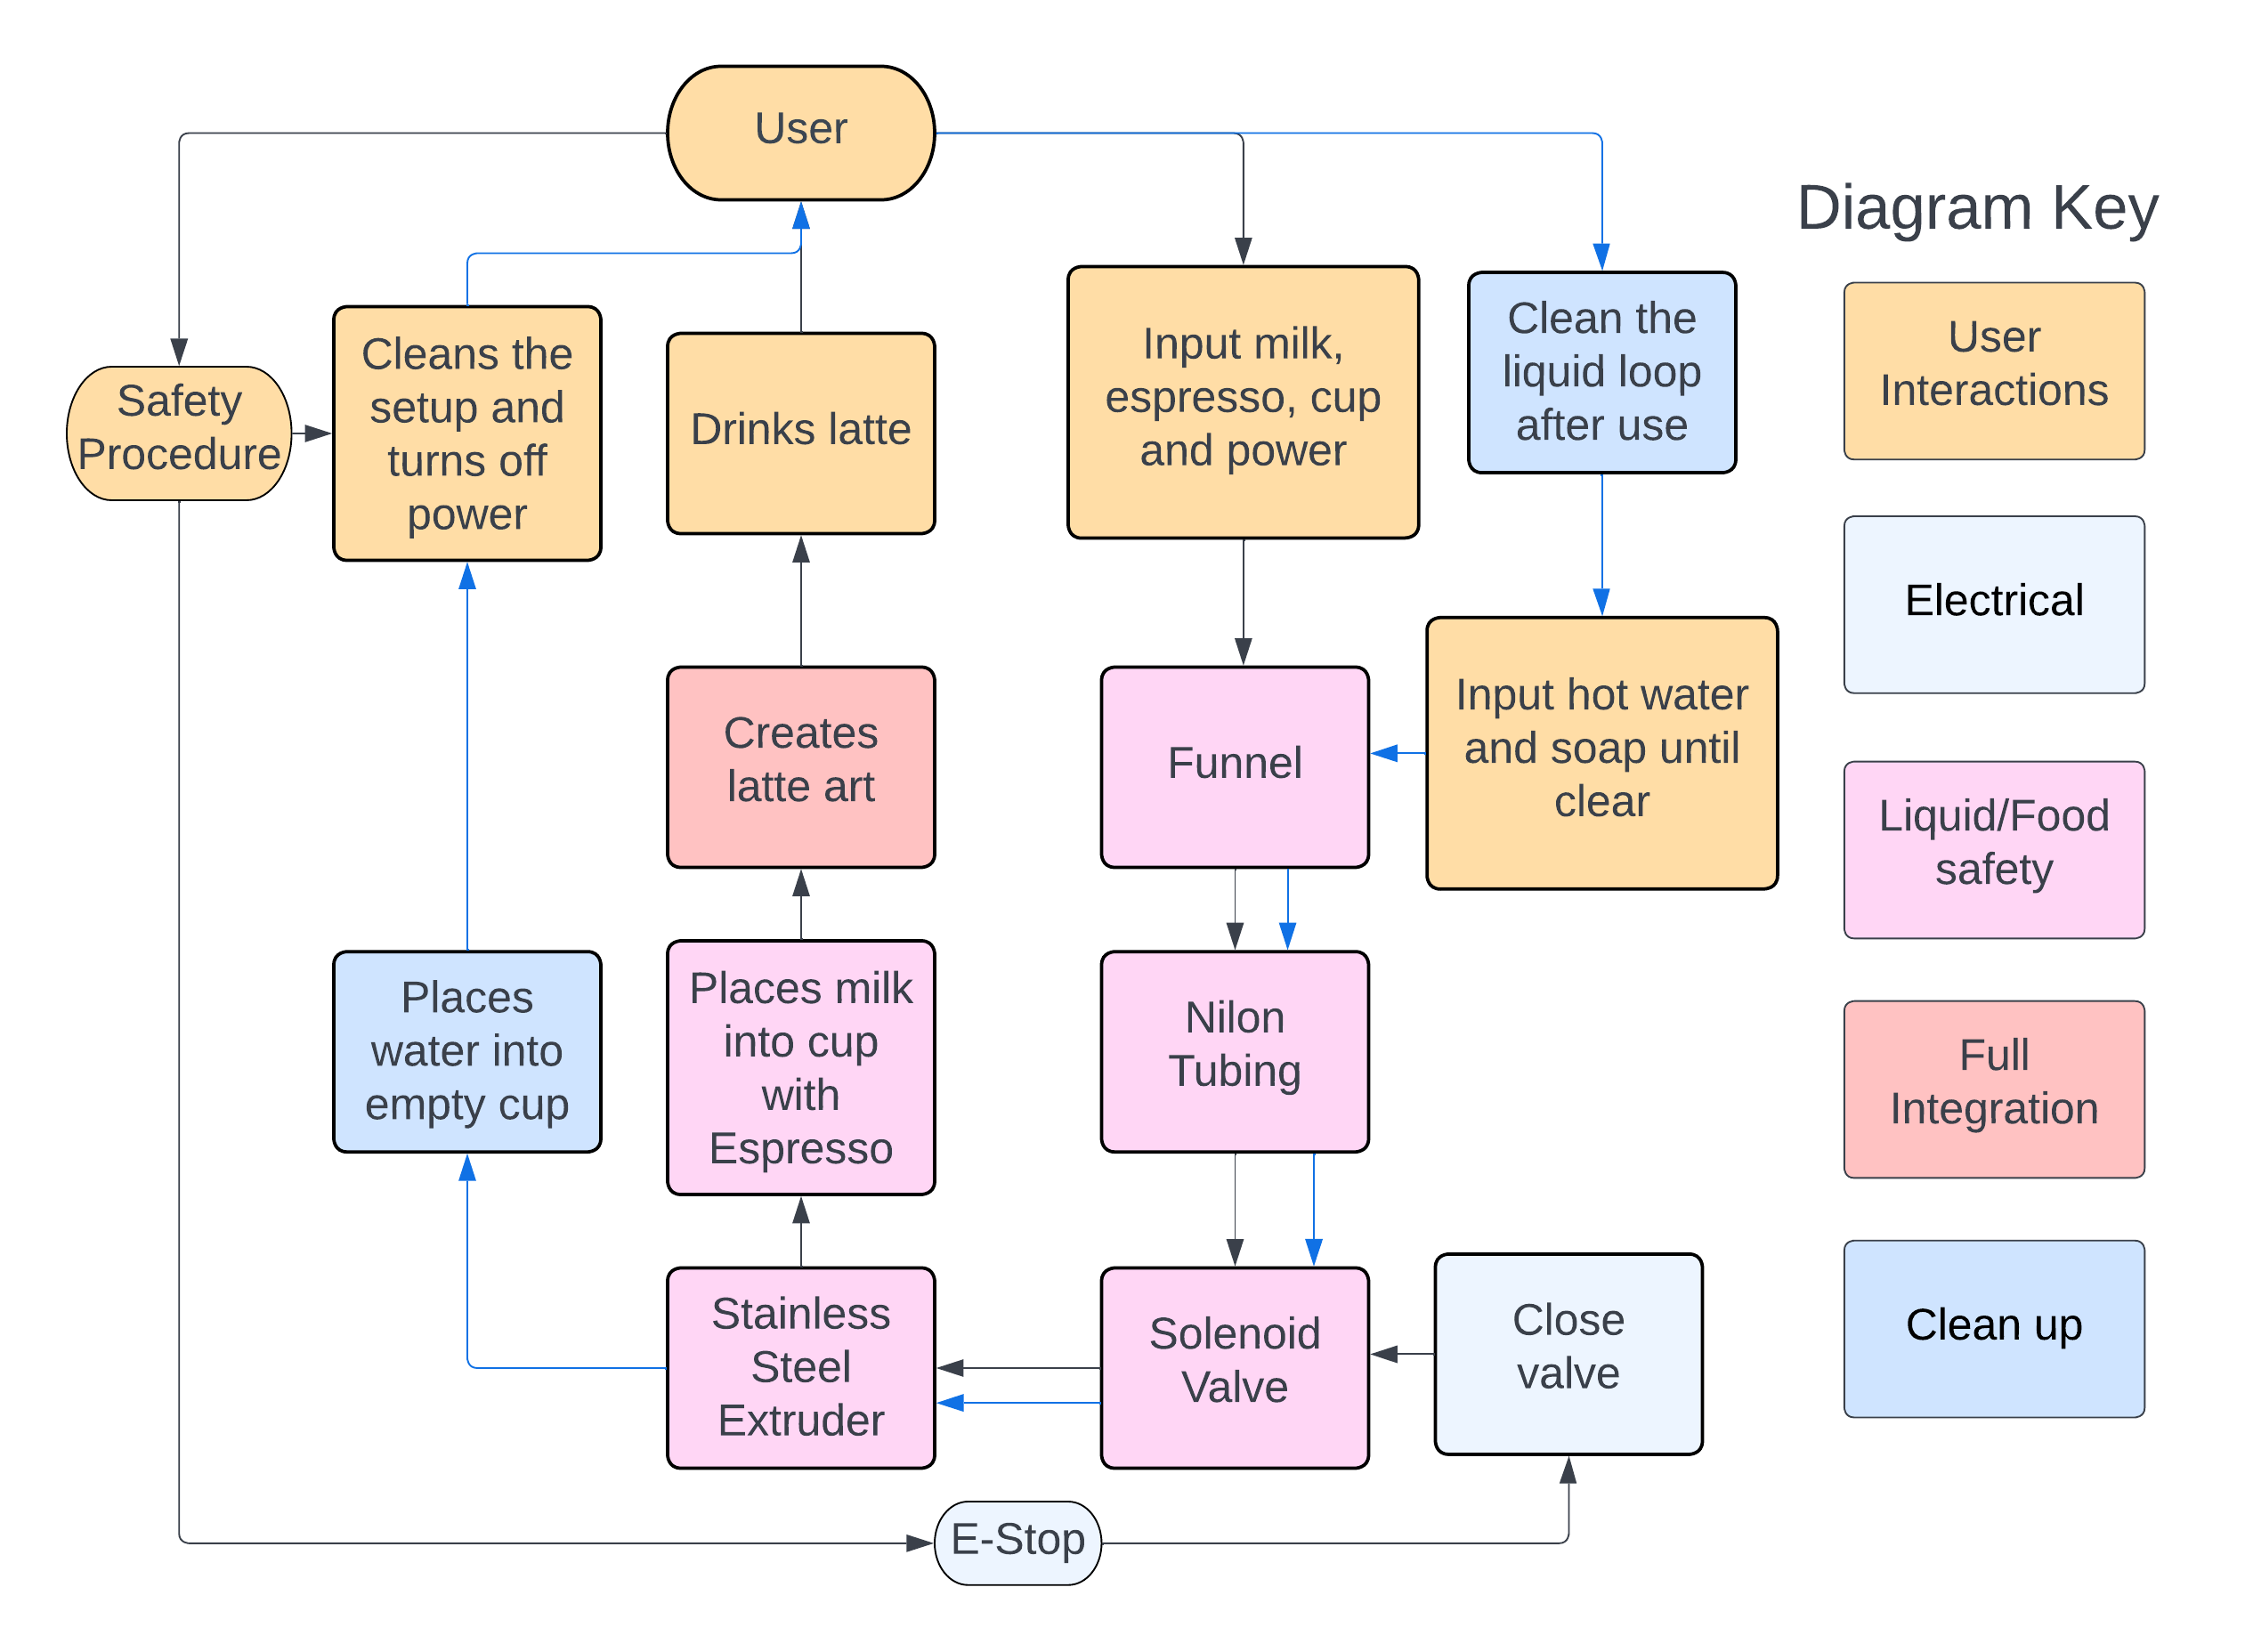 User
Diagram Key
Safety
Procedure
Cleans the
setup and
turns off
power
Drinks latte
Input milk,
espresso, cup
and power
Clean the
liquid loop
after use
User
Interactions
Electrical
Creates
latte art
Funnel
Input hot water
and soap until
clear
Liquid/Food
safety
Places
water into
empty cup
Places milk
into cup
with
Espresso
Nilon
Tubing
Full
Integration
Stainless
Steel
Extruder
Solenoid
Valve
Close
valve
Clean up
E-Stop